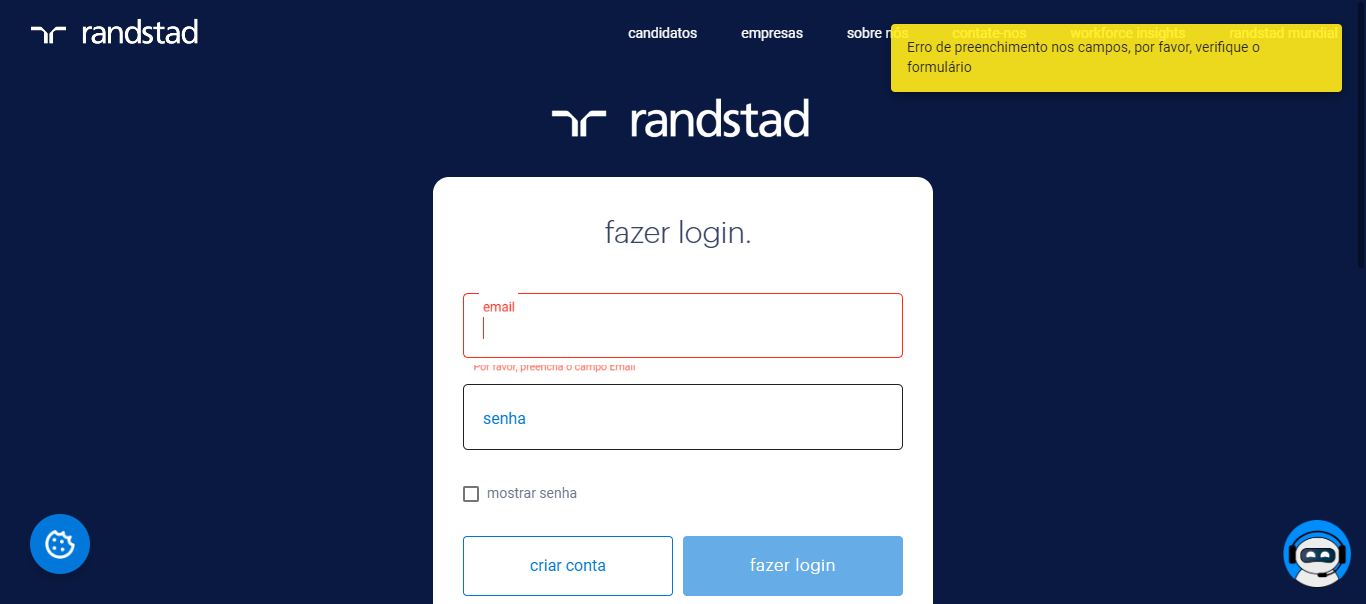 randstad
candidatos
empresas
sobre nós
contate-nos
workforce insights
randstad mundial
Erro de preenchimento nos campos, por favor, verifique o
formulário
randstad
fazer login.
email
Por favor, preencha o campo Email
senha
mostrar senha
criar conta
fazer login